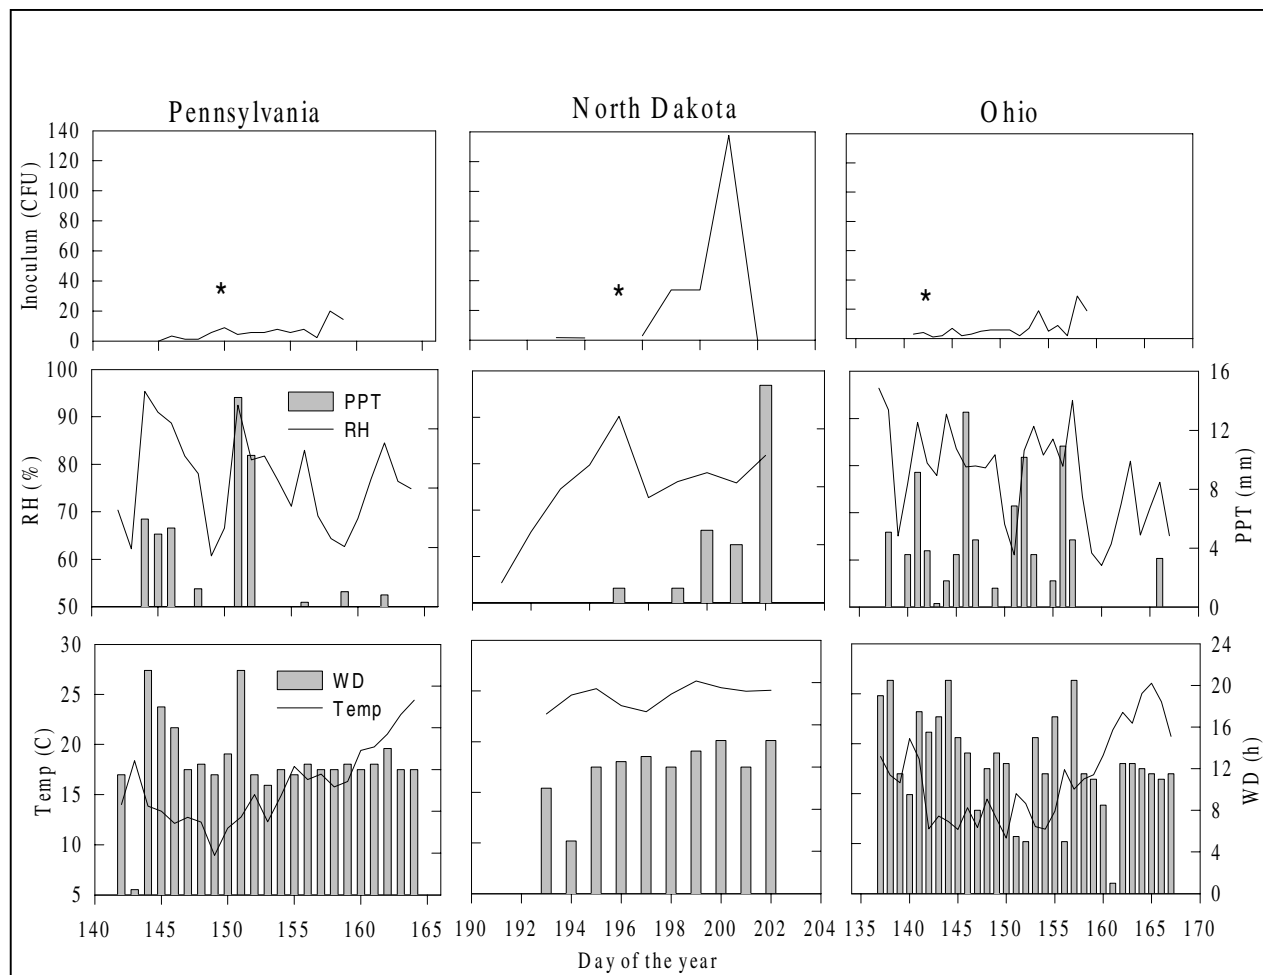 Pennsylvania North Dakota Ohio
Inoculum (CFU)
140
120
100
80
60
40
20
0
*
*
*
RH (%)
100
90
80
70
60
50
PPT
RH
16
12
8
4
0
PPT (mm)
Temp (C)
30
25
20
15
10
5
WD
Temp
24
20
16
12
8
4
0
WD (h)
140 145 150 155 160 165 190 192 194 196 198 200 202 204 135 140 145 150 155 160 165 170
Day of the year